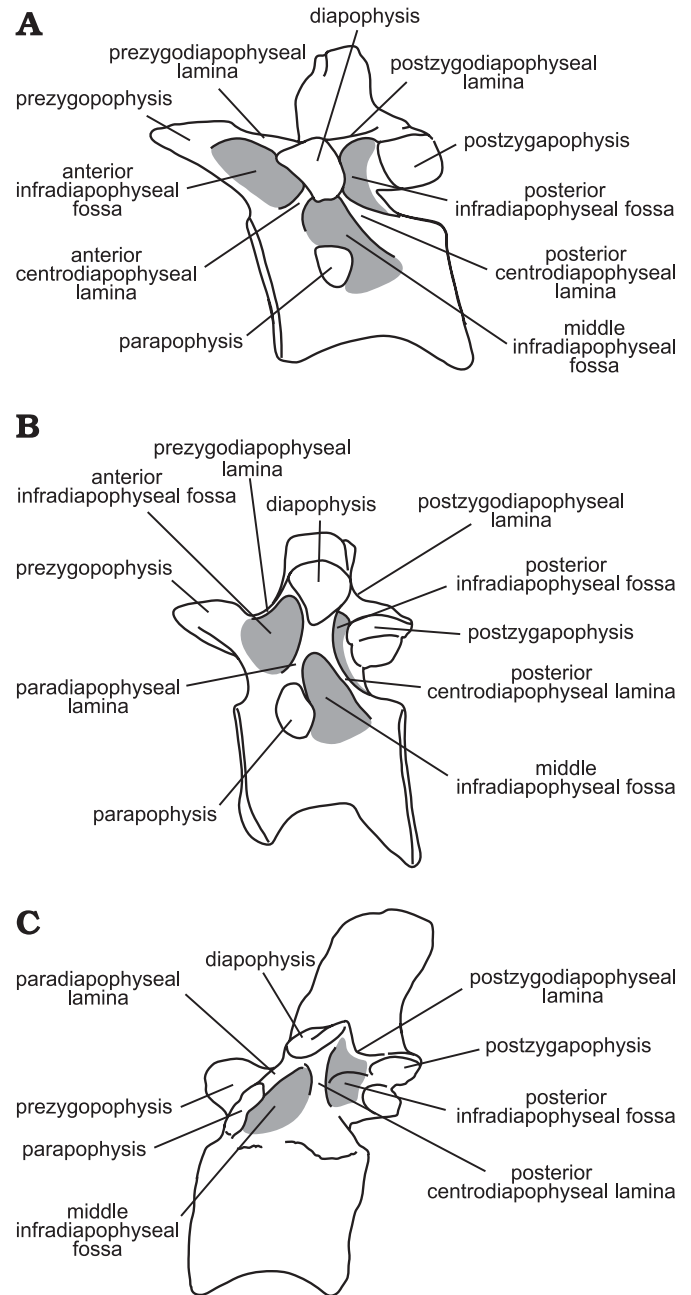 A
diapophysis
prezygodiapophyseal
lamina
postzygodiapophyseal
lamina
prezygopophysis
postzygapophysis
anterior
infradiapophyseal
fossa
posterior
infradiapophyseal fossa
anterior
centrodiapophyseal
lamina
posterior
centrodiapophyseal
lamina
parapophysis
middle
infradiapophyseal
fossa
B
prezygodiapophyseal
lamina
anterior
infradiapophyseal fossa
diapophysis
postzygodiapophyseal
lamina
prezygopophysis
posterior
infradiapophyseal fossa
postzygapophysis
paradiapophyseal
lamina
posterior
centrodiapophyseal lamina
parapophysis
middle
infradiapophyseal fossa
C
diapophysis
paradiapophyseal
lamina
postzygodiapophyseal
lamina
postzygapophysis
prezygopophysis
posterior
infradiapophyseal fossa
parapophysis
posterior
centrodiapophyseal lamina
middle
infradiapophyseal
fossa